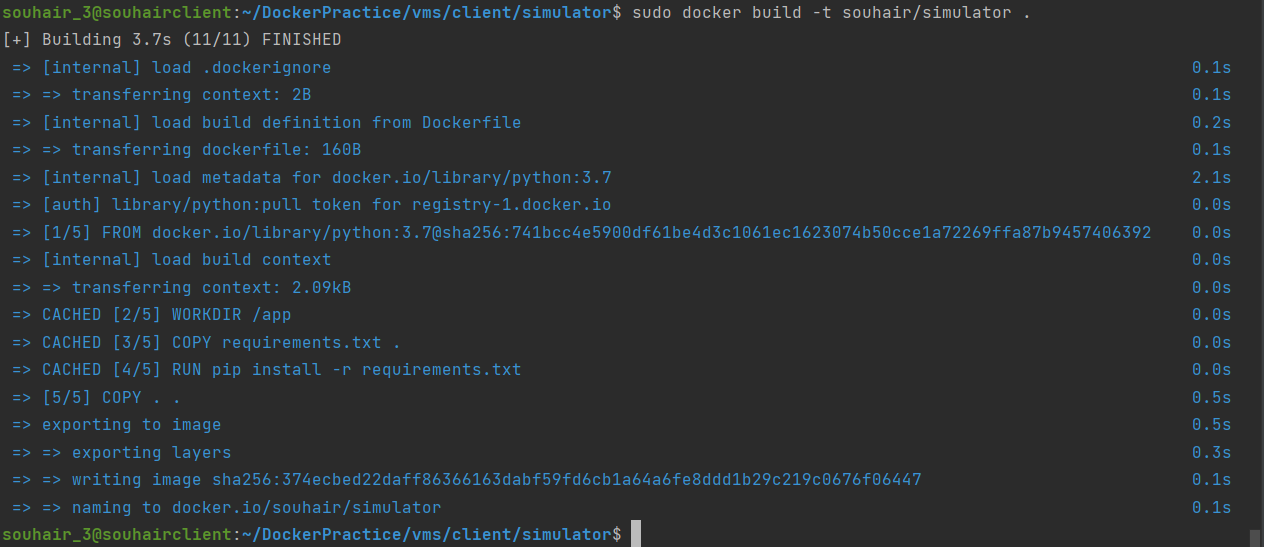 souhair_3@souhairclient:~/DockerPractice/vms/client/simulator$ sudo docker build -t souhair/simulator .
[+] Building 3.7s (11/11) FINISHED
=> [internal] load .dockerignore 0.1s
=> => transferring context: 2B 0.1s
=> [internal] load build definition from Dockerfile 0.2s
=> => transferring dockerfile: 160B 0.1s
=> [internal] load metadata for docker.io/library/python:3.7 2.1s
=> [auth] library/python:pull token for registry-1.docker.io 0.0s
=> [1/5] FROM docker.io/library/python:3.7@sha256:741bcc4e5900df61be4d3c1061ec1623074b50cce1a72269ffa87b9457406392 0.0s
=> [internal] load build context 0.0s
=> => transferring context: 2.09kB 0.0s
=> CACHED [2/5] WORKDIR /app 0.0s
=> CACHED [3/5] COPY requirements.txt . 0.0s
=> CACHED [4/5] RUN pip install -r requirements.txt 0.0s
=> [5/5] COPY . . 0.5s
=> exporting to image 0.5s
=> => exporting layers 0.3s
=> => writing image sha256:374ecbed22daff86366163dabf59fd6cb1a64a6fe8ddd1b29c219c0676f06447 0.1s
=> => naming to docker.io/souhair/simulator 0.1s
souhair_3@souhairclient:~/DockerPractice/vms/client/simulator$